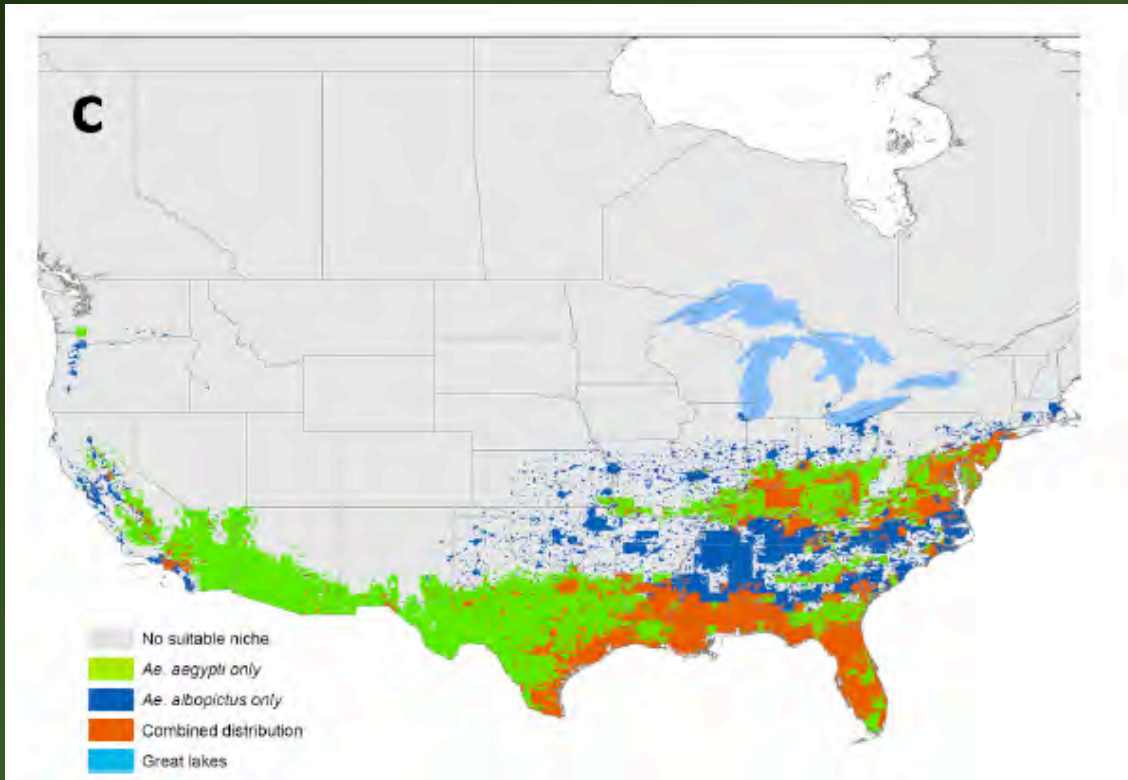 C
No suitable niche
Ae. aegypti only
Ae. albopictus only
Combined distribution
Great lakes